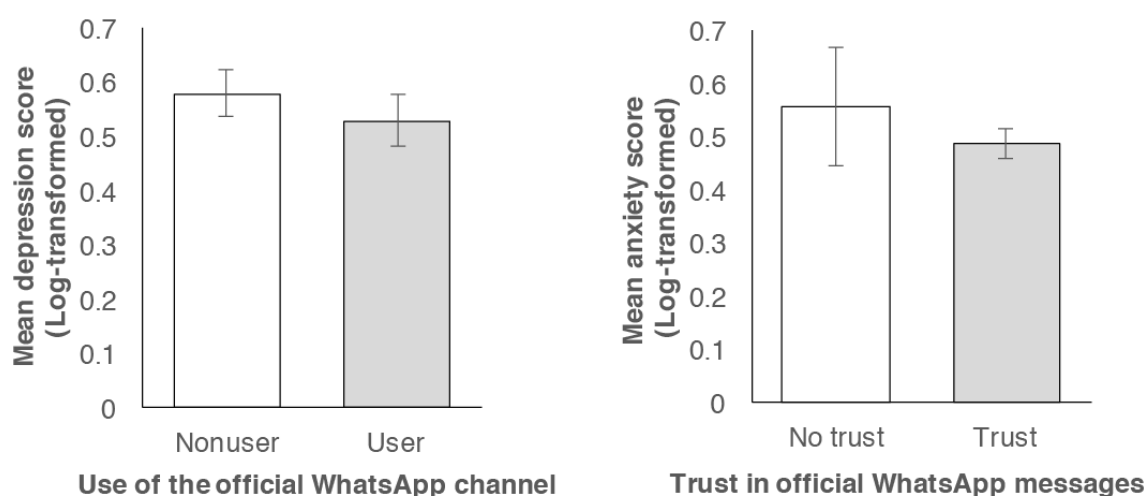 Mean depression score
(Log-transformed)
0.7
0.6
0.5
0.4
0.3
0.2
0.1
0
Nonuser
User
Use of the official WhatsApp channel
Mean anxiety score
(Log-transformed)
0.7
0.6
0.5
0.4
0.3
0.2
0.1
0
No trust
Trust
Trust in official WhatsApp messages